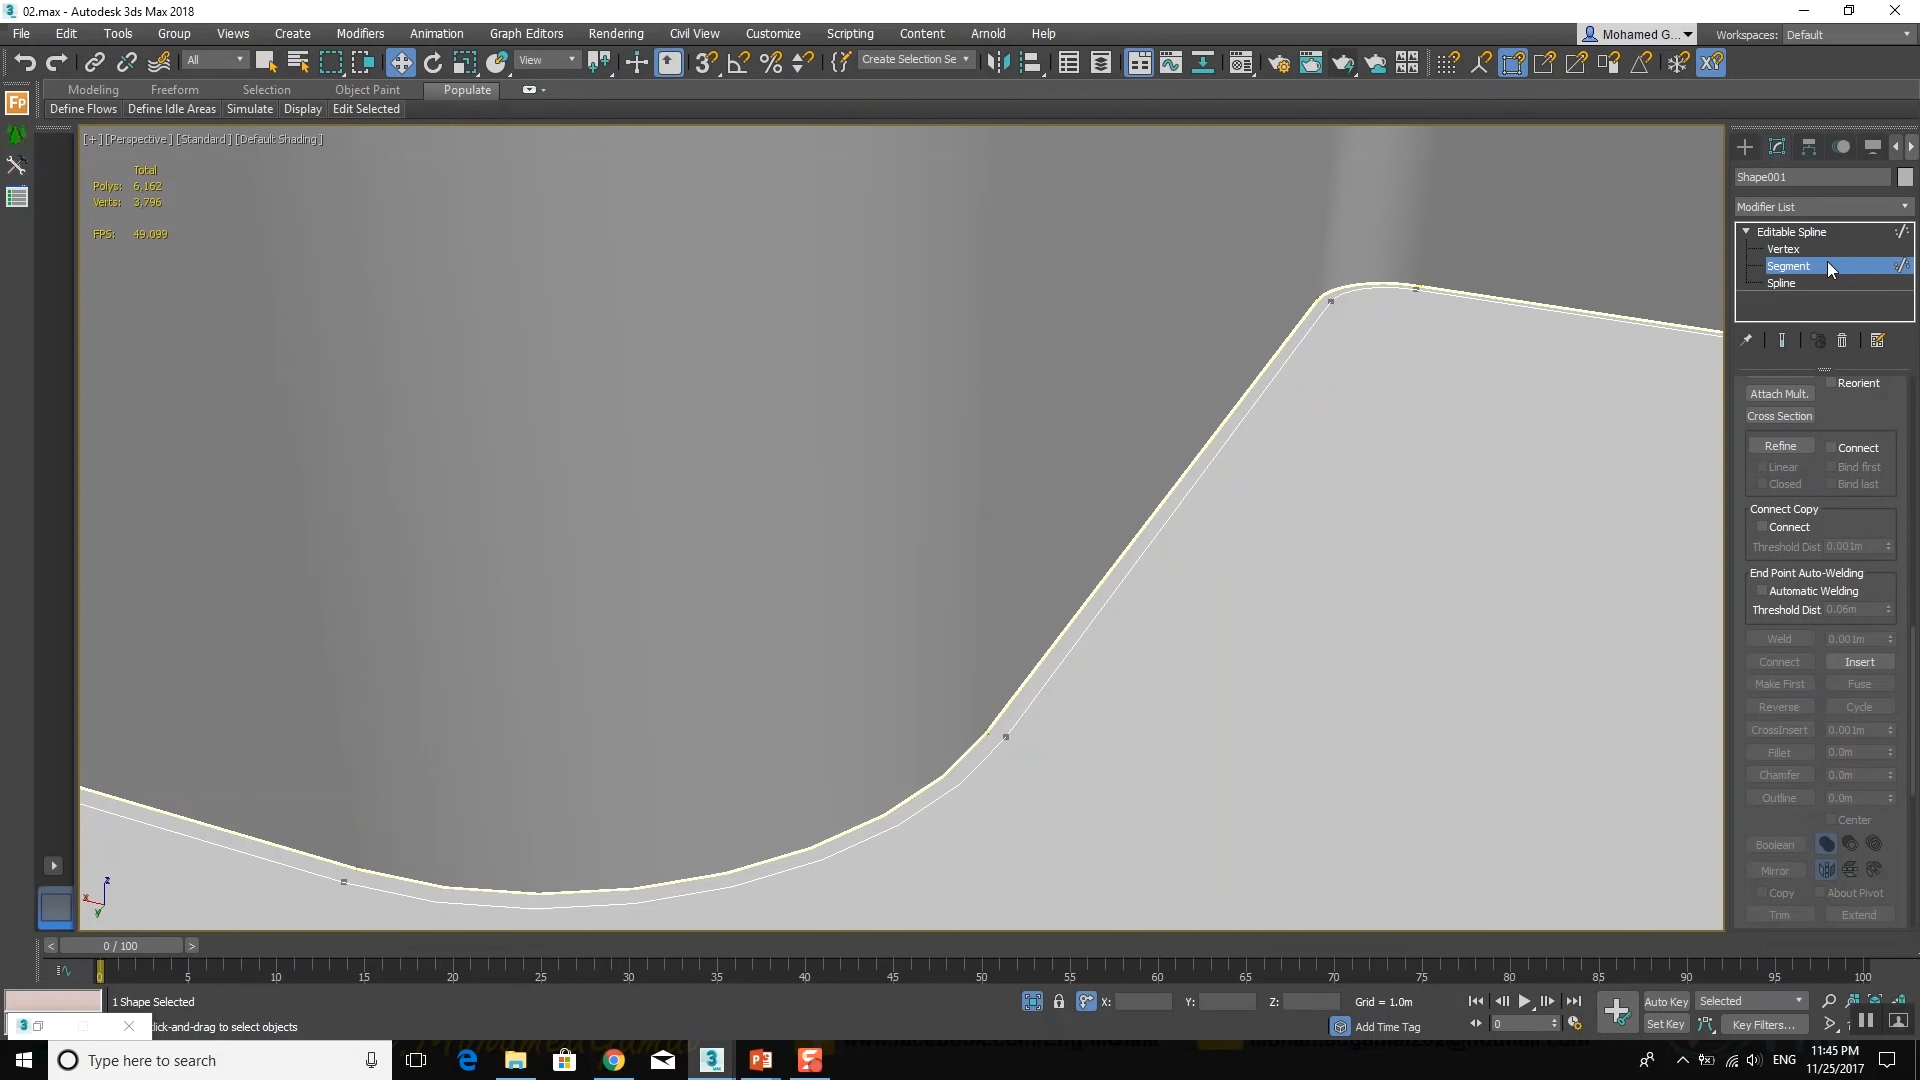 02.max - Autodesk 3ds Max 2018
File Edit Tools Group Views Create Modifiers Animation Graph Editors Rendering Civil View Customize Scripting Content Arnold Help
Mohamed G... Workspaces: Default
All View Create Selection Se
Modeling Freeform Selection Object Paint Populate
Define Flows Define Idle Areas Simulate Display Edit Selected
[+] [Perspective] [Standard] [Default Shading]
Total
Polys: 6,162
Verts: 3,796
FPS: 49.099
Shape001
Modifier List
Editable Spline
Vertex
Segment
Spline
Reorient
Attach Mult.
Cross Section
Refine Connect
Linear Bind first
Closed Bind last
Connect Copy
Connect
Threshold Dist 0.001m
End Point Auto-Welding
Automatic Welding
Threshold Dist 0.06m
Weld 0.001m
Connect Insert
Make First Fuse
Reverse Cycle
CrossInsert 0.001m
Fillet 0.0m
Chamfer 0.0m
Outline 0.0m
Center
Boolean
Mirror
Copy About Pivot
Trim Extend
x z y
< 0 / 100 >
0 5 10 15 20 25 30 35 40 45 50 55 60 65 70 75 80 85 90 95 100
1 Shape Selected
X: Y: Z: Grid = 1.0m
Auto Key Selected
click-and-drag to select objects
Add Time Tag
0
Set Key Key Filters...
Type here to search
ENG
11:45 PM
11/25/2017